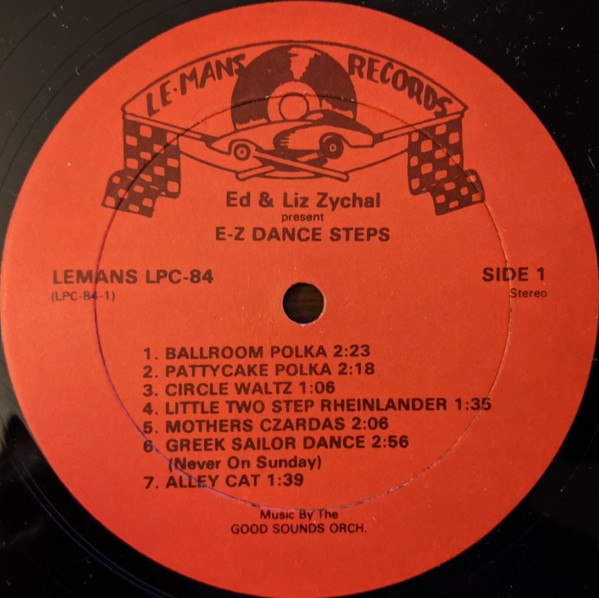 LE·MANS RECORDS
Ed & Liz Zychal
present
E-Z DANCE STEPS
LEMANS LPC-84 SIDE 1
(LPC-84-1) Stereo
1. BALLROOM POLKA 2:23
2. PATTYCAKE POLKA 2:18
3. CIRCLE WALTZ 1:06
4. LITTLE TWO STEP RHEINLANDER 1:35
5. MOTHERS CZARDAS 2:06
6. GREEK SAILOR DANCE 2:56
(Never On Sunday)
7. ALLEY CAT 1:39
Music By The
GOOD SOUNDS ORCH.